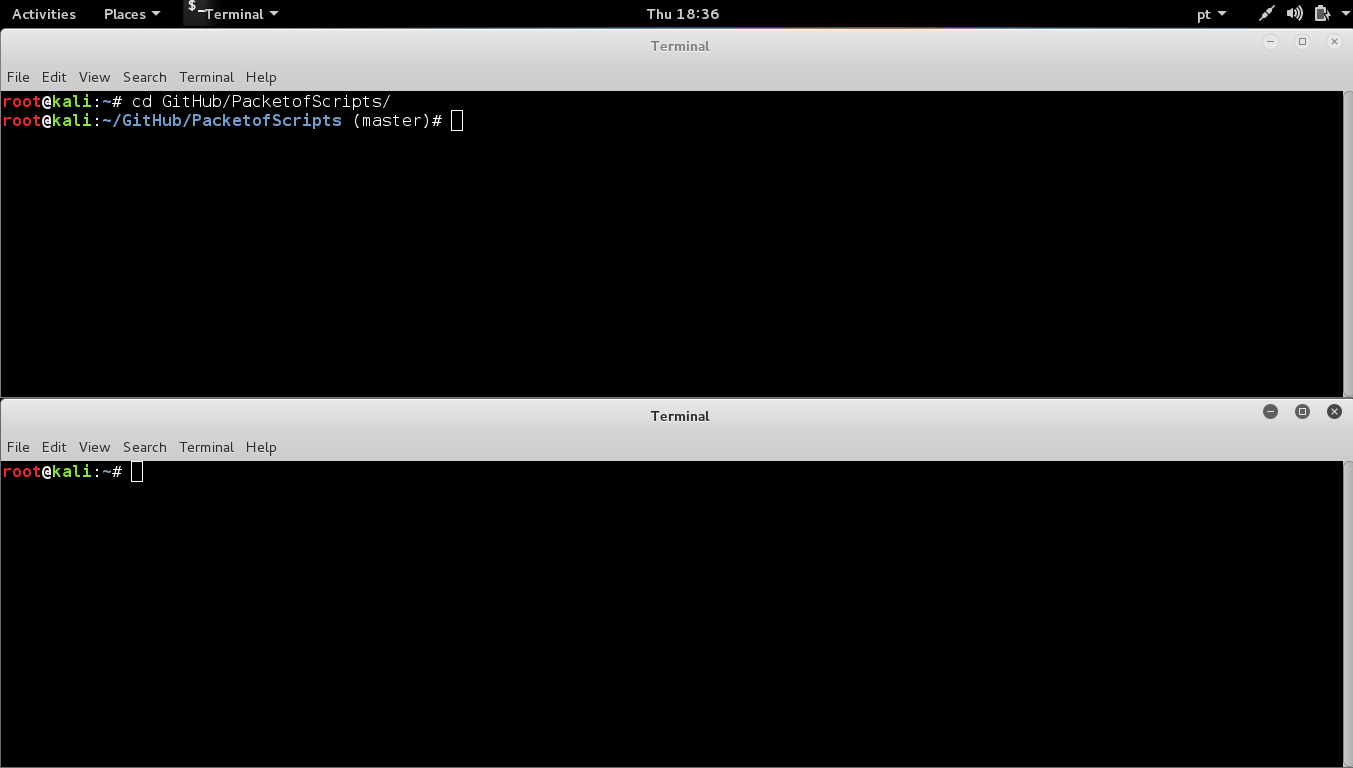 Activities Places $_Terminal Thu 18:36 pt
Terminal
File Edit View Search Terminal Help
root@kali:~# cd GitHub/PacketofScripts/
root@kali:~/GitHub/PacketofScripts (master)#
Terminal
File Edit View Search Terminal Help
root@kali:~#